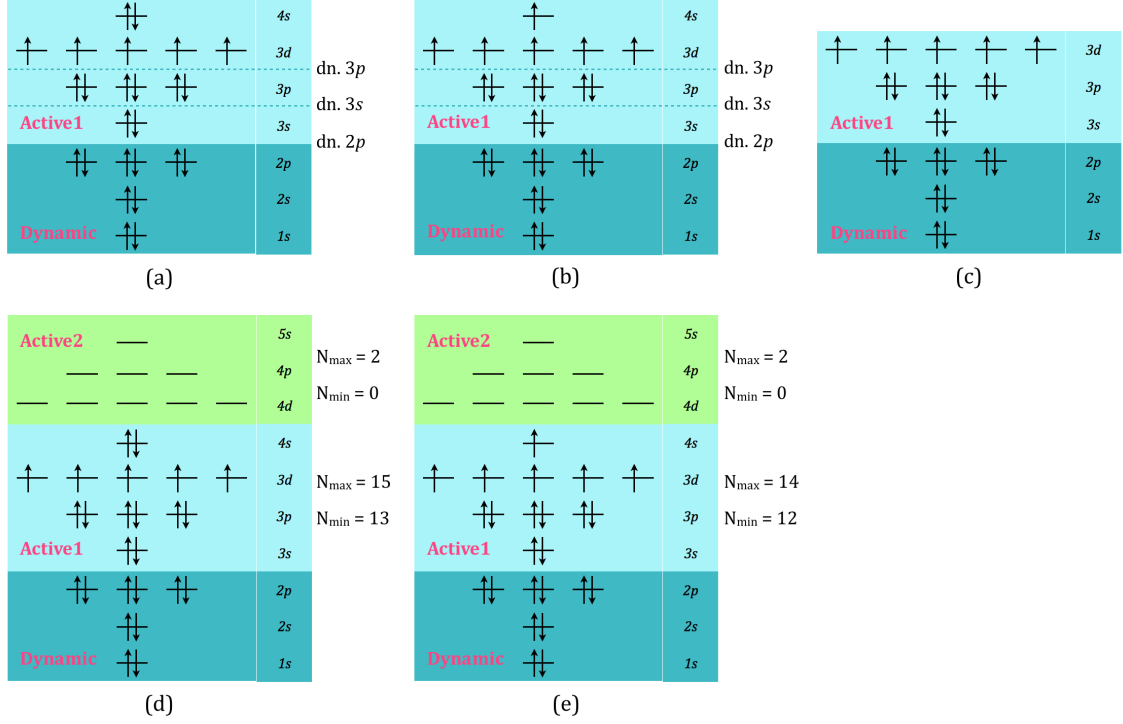 4s
3d
dn. 3p
3p
dn. 3s
Active1
3s
dn. 2p
2p
2s
Dynamic
1s
(a)
4s
3d
dn. 3p
3p
dn. 3s
Active1
3s
dn. 2p
2p
2s
Dynamic
1s
(b)
3d
3p
Active1
3s
2p
2s
Dynamic
1s
(c)
Active2
5s
Nmax = 2
4p
Nmin = 0
4d
4s
3d
Nmax = 15
3p
Nmin = 13
Active1
3s
2p
2s
Dynamic
1s
(d)
Active2
5s
Nmax = 2
4p
Nmin = 0
4d
4s
3d
Nmax = 14
3p
Nmin = 12
Active1
3s
2p
2s
Dynamic
1s
(e)